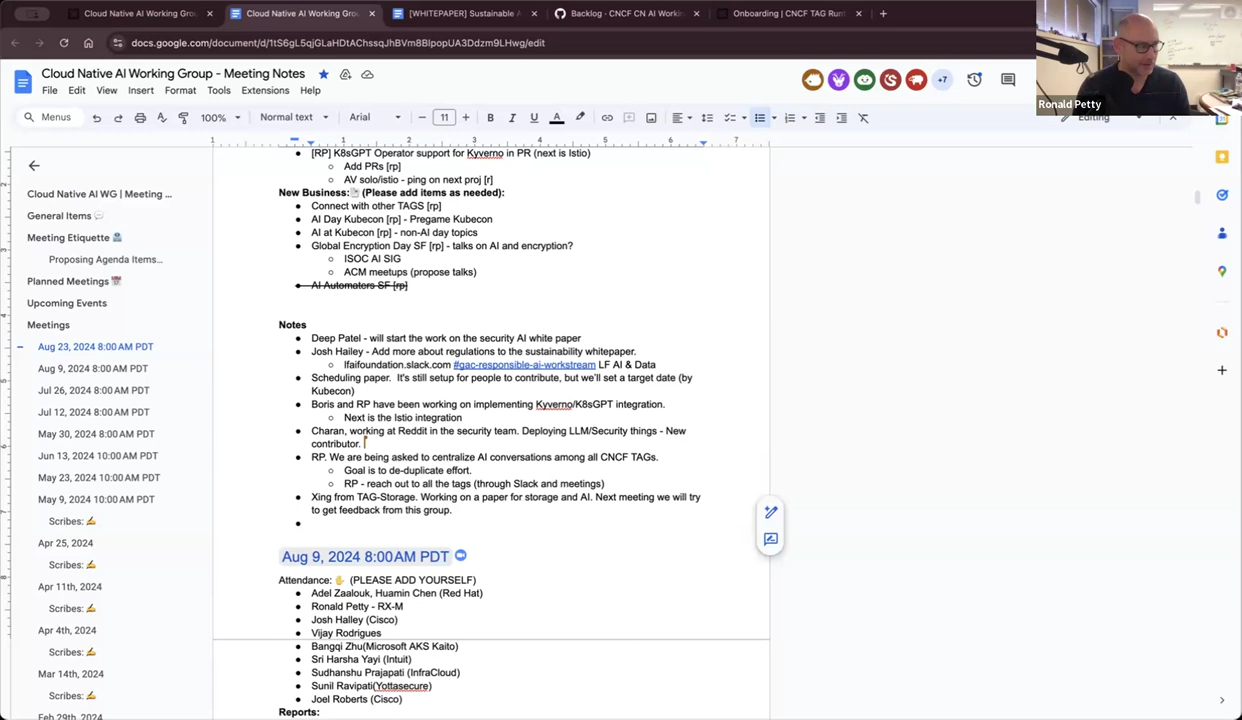 Cloud Native AI Working Gro
Cloud Native AI Working Grou
[WHITEPAPER] Sustainable A
Backlog · CNCF CN AI Working
Onboarding | CNCF TAG Runt
docs.google.com/document/d/1tS6gL5qjGLaHDtAChssqJhBVm8BlpopUA3Ddzm9LHwg/edit
Ronald Petty
Cloud Native AI Working Group - Meeting Notes
+7
File Edit View Insert Format Tools Extensions Help
Menus
100%
Normal text
Arial
11
B I U A
Editing
1 1 2 3 4 5 6 7
Cloud Native AI WG | Meeting ...
General Items
Meeting Etiquette
Proposing Agenda Items...
Planned Meetings
Upcoming Events
Meetings
Aug 23, 2024 8:00AM PDT
Aug 9, 2024 8:00AM PDT
Jul 26, 2024 8:00 AM PDT
Jul 12, 2024 8:00 AM PDT
May 30, 2024 8:00 AM PDT
Jun 13, 2024 10:00 AM PDT
May 23, 2024 10:00 AM PDT
May 9, 2024 10:00 AM PDT
Scribes:
Apr 25, 2024
Scribes:
Apr 11th, 2024
Scribes:
Apr 4th, 2024
Scribes:
Mar 14th, 2024
Scribes:
Feb 29th, 2024
[RP] K8sGPT Operator support for Kyverno in PR (next is Istio)
Add PRs [rp]
AV solo/istio - ping on next proj [r]
New Business: (Please add items as needed):
Connect with other TAGS [rp]
AI Day Kubecon [rp] - Pregame Kubecon
AI at Kubecon [rp] - non-AI day topics
Global Encryption Day SF [rp] - talks on AI and encryption?
ISOC AI SIG
ACM meetups (propose talks)
AI Automaters SF [rp]
Notes
Deep Patel - will start the work on the security AI white paper
Josh Hailey - Add more about regulations to the sustainability whitepaper.
lfaifoundation.slack.com #gac-responsible-ai-workstream LF AI & Data
Scheduling paper. It's still setup for people to contribute, but we'll set a target date (by
Kubecon)
Boris and RP have been working on implementing Kyverno/K8sGPT integration.
Next is the Istio integration
Charan, working at Reddit in the security team. Deploying LLM/Security things - New
contributor.
RP. We are being asked to centralize AI conversations among all CNCF TAGs.
Goal is to de-duplicate effort.
RP - reach out to all the tags (through Slack and meetings)
Xing from TAG-Storage. Working on a paper for storage and AI. Next meeting we will try
to get feedback from this group.
Aug 9, 2024 8:00AM PDT
Attendance: (PLEASE ADD YOURSELF)
Adel Zaalouk, Huamin Chen (Red Hat)
Ronald Petty - RX-M
Josh Halley (Cisco)
Vijay Rodrigues
Bangqi Zhu(Microsoft AKS Kaito)
Sri Harsha Yayi (Intuit)
Sudhanshu Prajapati (InfraCloud)
Sunil Ravipati(Yottasecure)
Joel Roberts (Cisco)
Reports: